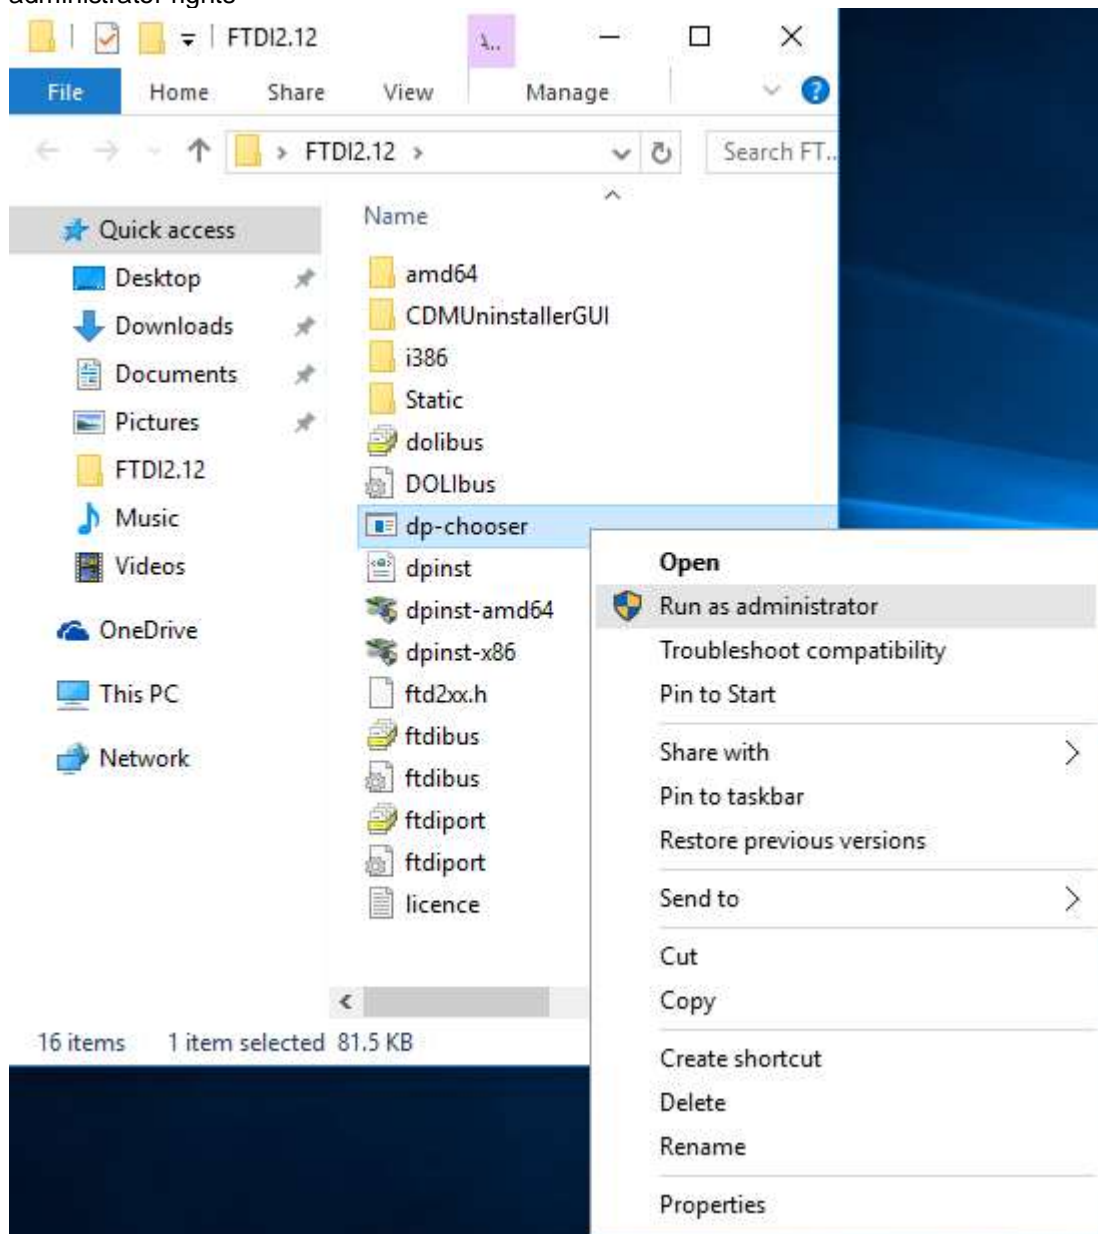 administrator rights
FTDI2.12
File Home Share View Manage
FTDI2.12 Search FT..
Name
Quick access
Desktop
Downloads
Documents
Pictures
FTDI2.12
Music
Videos
OneDrive
This PC
Network
amd64
CDMUninstallerGUI
i386
Static
dolibus
DOLIbus
dp-chooser
dpinst
dpinst-amd64
dpinst-x86
ftd2xx.h
ftdibus
ftdibus
ftdiport
ftdiport
licence
16 items 1 item selected 81.5 KB
Open
Run as administrator
Troubleshoot compatibility
Pin to Start
Share with
Pin to taskbar
Restore previous versions
Send to
Cut
Copy
Create shortcut
Delete
Rename
Properties